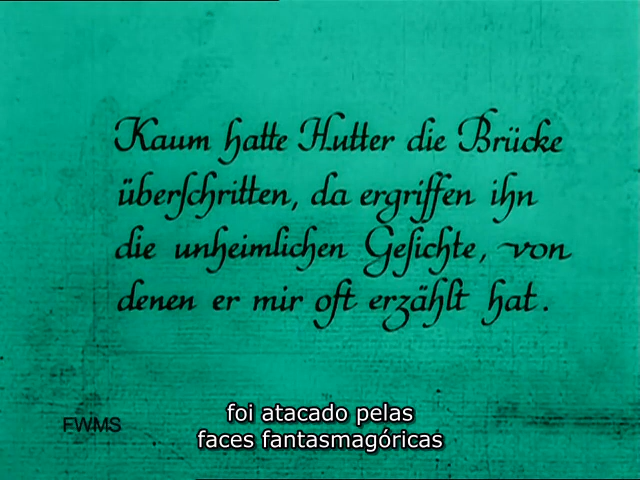 Kaum hatte Hutter die Brücke
überſchritten, da ergriffen ihn
die unheimlichen Geſichte, von
denen er mir oft erzählt hat.
FWMS
foi atacado pelas
faces fantasmagóricas